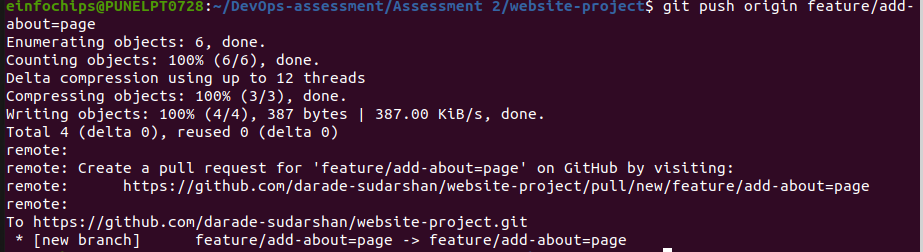 einfochips@PUNELPT0728:~/DevOps-assessment/Assessment 2/website-project$ git push origin feature/add-
about=page
Enumerating objects: 6, done.
Counting objects: 100% (6/6), done.
Delta compression using up to 12 threads
Compressing objects: 100% (3/3), done.
Writing objects: 100% (4/4), 387 bytes | 387.00 KiB/s, done.
Total 4 (delta 0), reused 0 (delta 0)
remote:
remote: Create a pull request for 'feature/add-about=page' on GitHub by visiting:
remote:      https://github.com/darade-sudarshan/website-project/pull/new/feature/add-about=page
remote:
To https://github.com/darade-sudarshan/website-project.git
 * [new branch]      feature/add-about=page -> feature/add-about=page